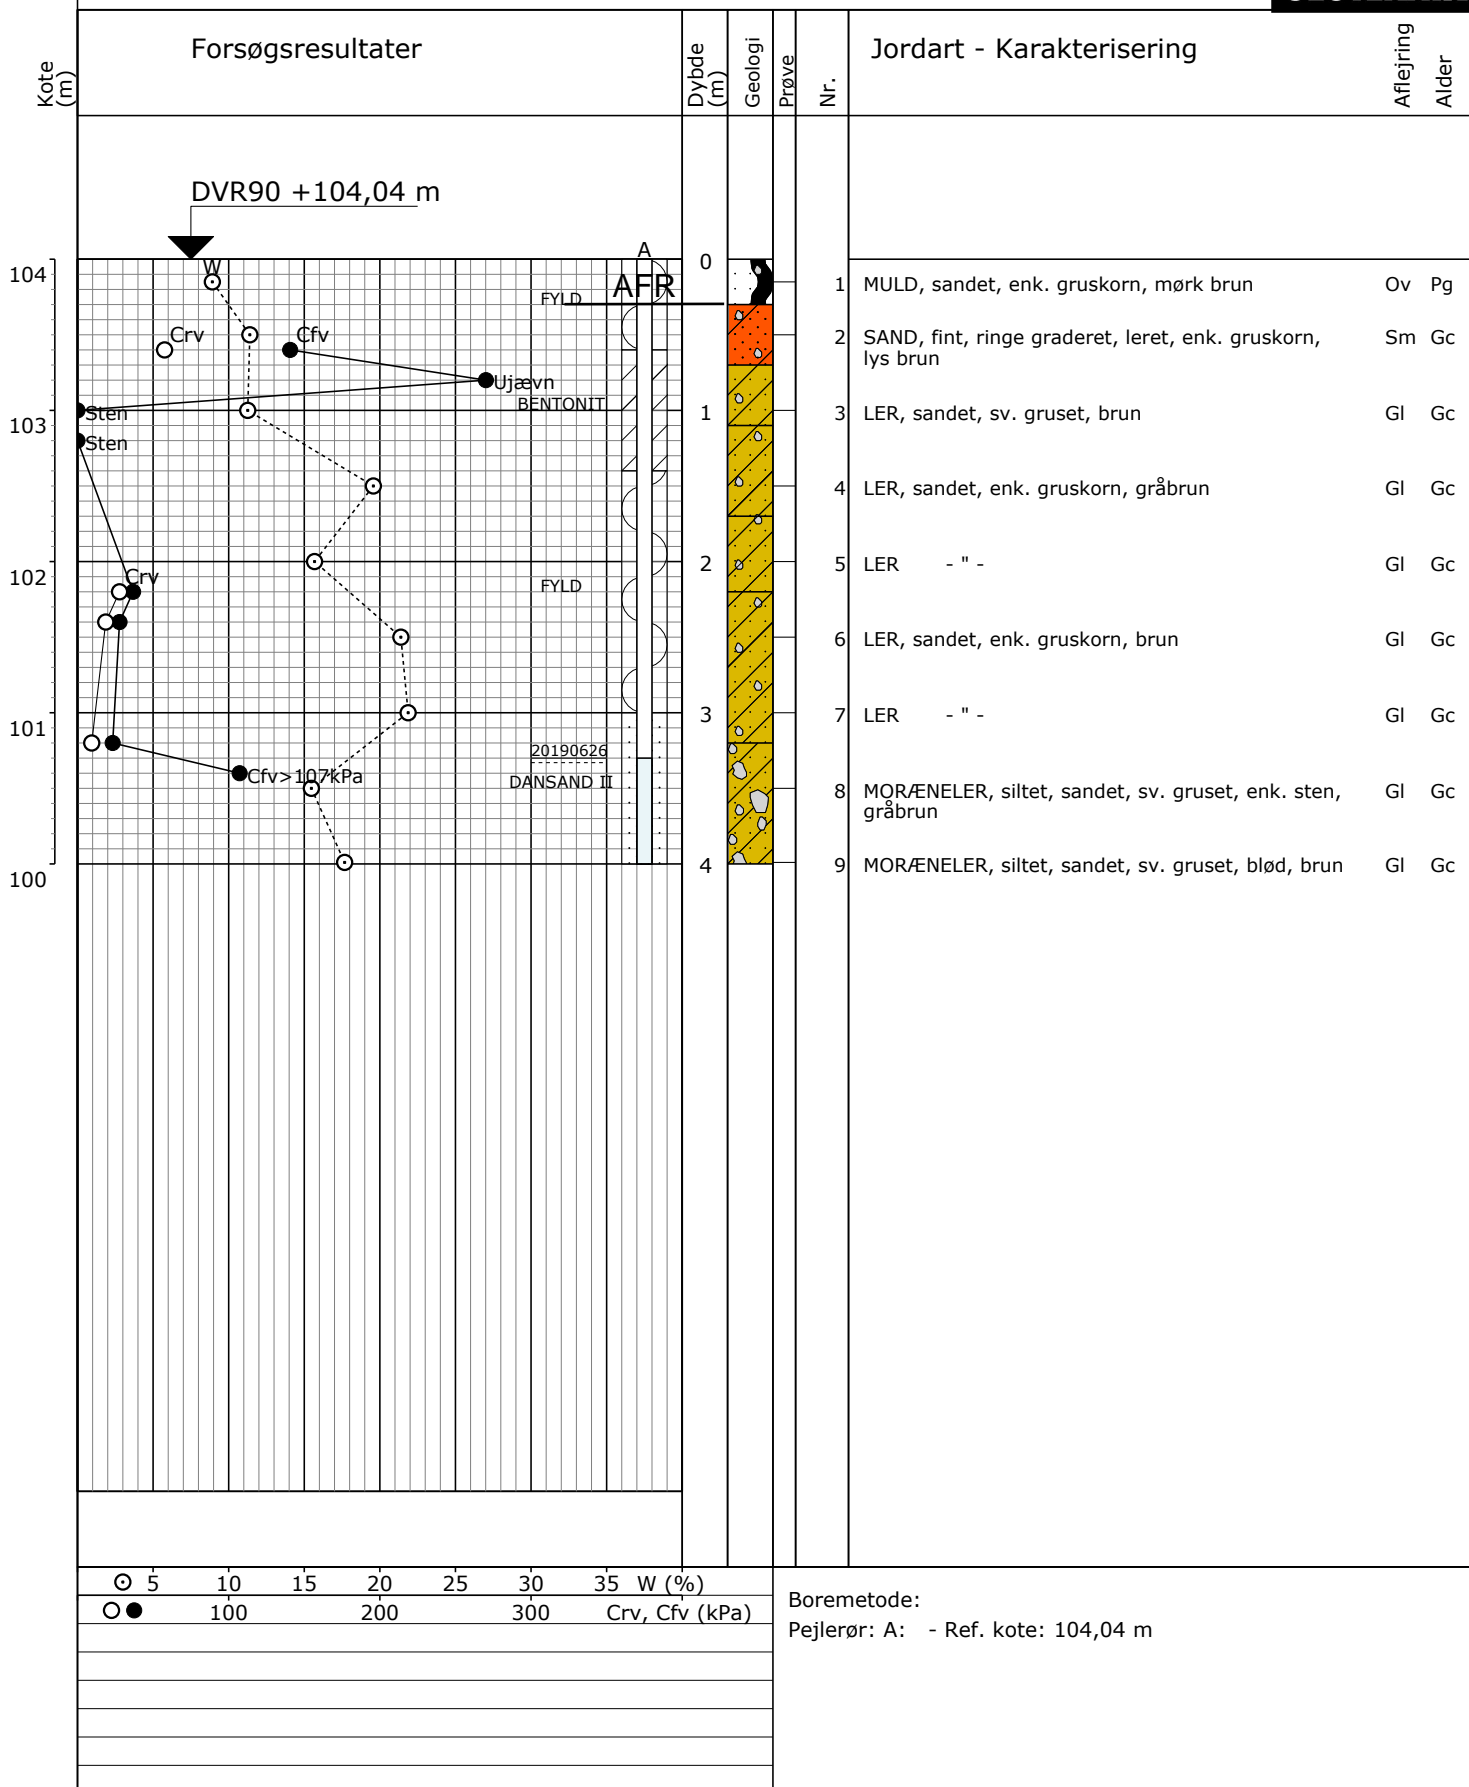 Kote
(m)
Forsøgsresultater
Dybde
(m)
Geologi
Prøve
Nr.
Jordart - Karakterisering
Aflejring
Alder
DVR90 +104,04 m
A
104
W
AFR
0
FYLD
1 MULD, sandet, enk. gruskorn, mørk brun Ov Pg
Crv
Cfv
2 SAND, fint, ringe graderet, leret, enk. gruskorn, Sm Gc
lys brun
Ujævn
BENTONIT
103
Sten
1
3 LER, sandet, sv. gruset, brun Gl Gc
Sten
4 LER, sandet, enk. gruskorn, gråbrun Gl Gc
102
2
5 LER - " - Gl Gc
Crv
FYLD
6 LER, sandet, enk. gruskorn, brun Gl Gc
101
3
7 LER - " - Gl Gc
20190626
Cfv>107kPa
DANSAND II
8 MORÆNELER, siltet, sandet, sv. gruset, enk. sten, Gl Gc
gråbrun
100
4
9 MORÆNELER, siltet, sandet, sv. gruset, blød, brun Gl Gc
5 10 15 20 25 30 35 W (%)
100 200 300 Crv, Cfv (kPa)
Boremetode:
Pejlerør: A: - Ref. kote: 104,04 m